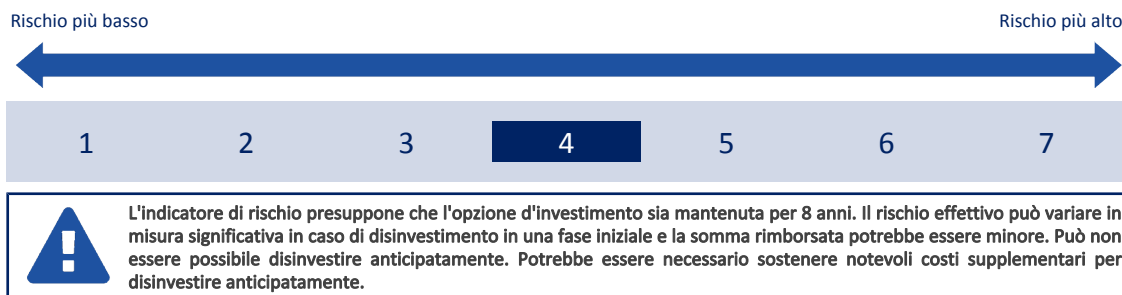 Rischio più basso Rischio più alto
1 2 3 4 5 6 7
L'indicatore di rischio presuppone che l'opzione d'investimento sia mantenuta per 8 anni. Il rischio effettivo può variare in
misura significativa in caso di disinvestimento in una fase iniziale e la somma rimborsata potrebbe essere minore. Può non
essere possibile disinvestire anticipatamente. Potrebbe essere necessario sostenere notevoli costi supplementari per
disinvestire anticipatamente.